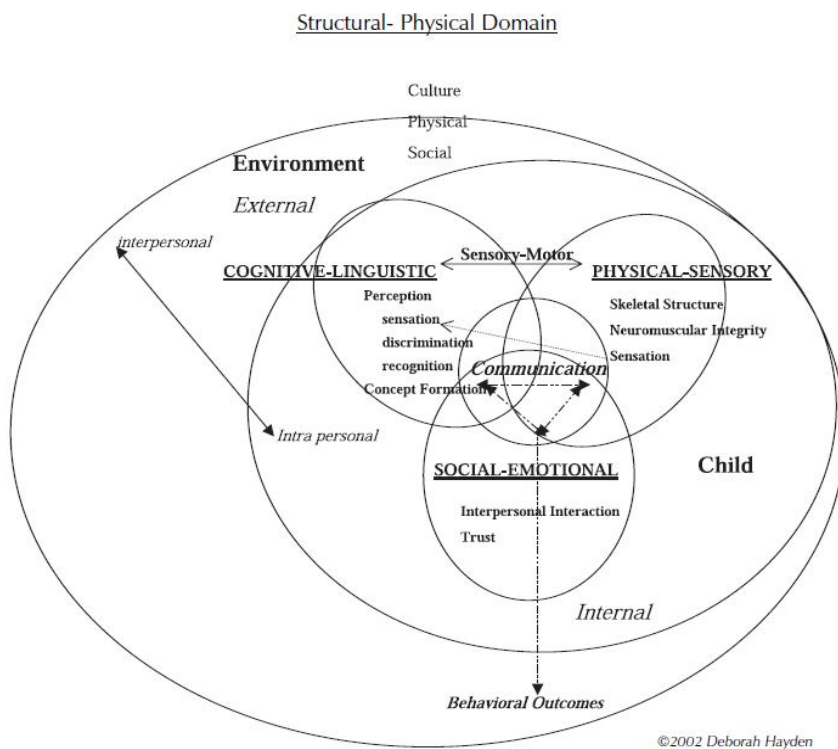 Structural- Physical Domain
Culture
Physical
Social
Environment
External
interpersonal
Sensory-Motor
COGNITIVE-LINGUISTIC
PHYSICAL-SENSORY
Perception
sensation
discrimination
recognition
Concept Formation
Skeletal Structure
Neuromuscular Integrity
Sensation
Communication
Intra personal
SOCIAL-EMOTIONAL
Child
Interpersonal Interaction
Trust
Internal
Behavioral Outcomes
©2002 Deborah Hayden